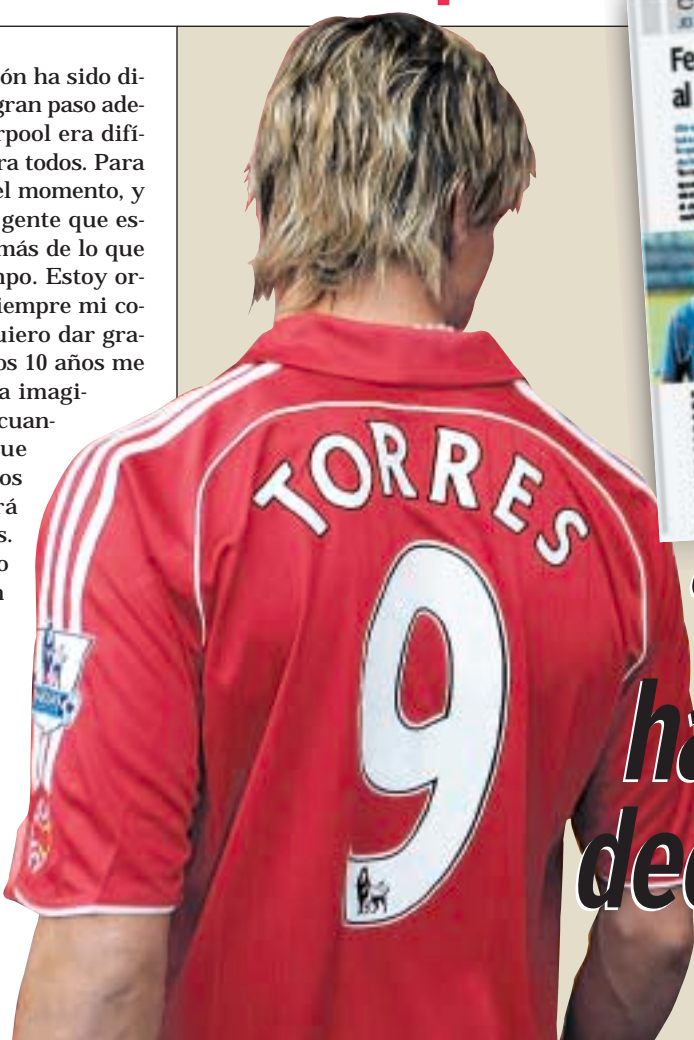 ón ha sido di-
gran paso ade-
rpool era difí-
ra todos. Para
el momento, y
gente que es-
más de lo que
mpo. Estoy or-
iempre mi co-
uiero dar gra-
os 10 años me
a imagi-
cuan-
ue
os
rá
s.
o
n
TORRES
9
Fe
al
ha
dec